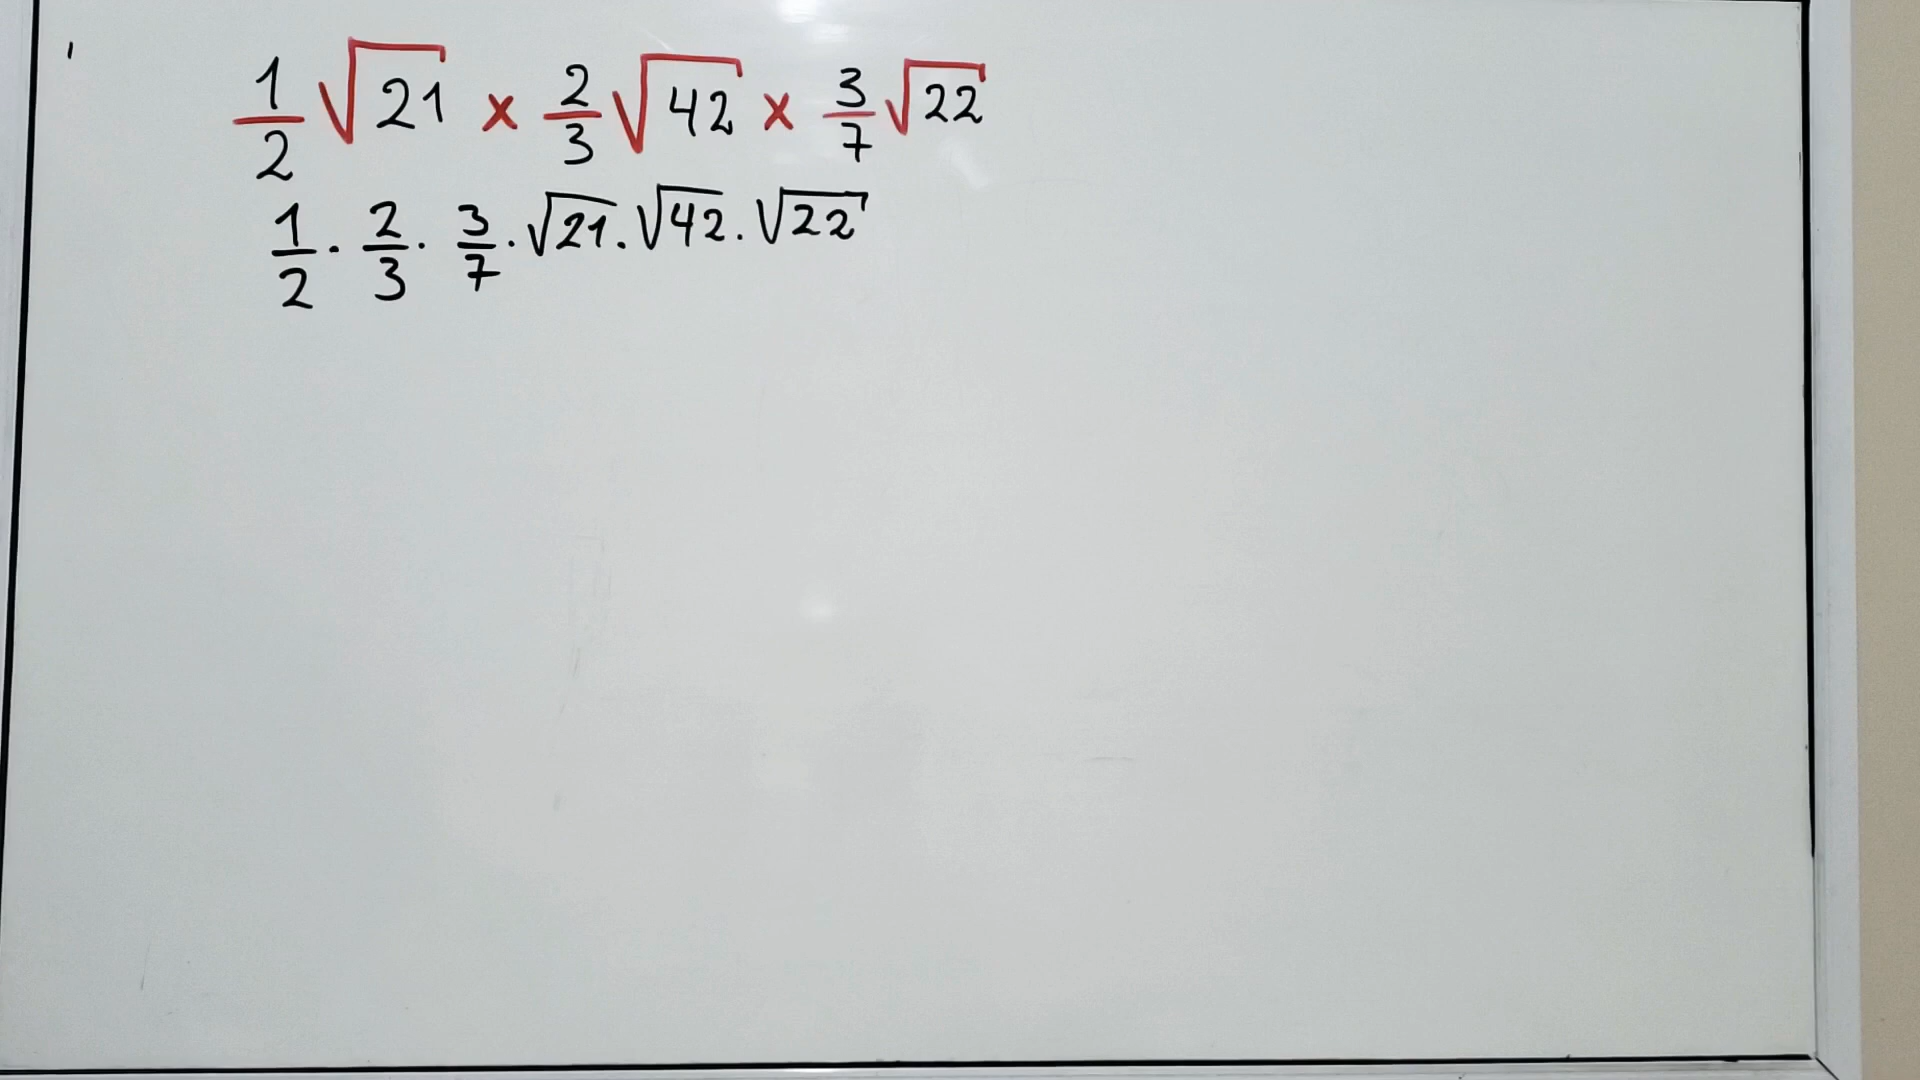 1/2 √21 x 2/3 √42 x 3/7 √22
1/2 . 2/3 . 3/7 . √21 . √42 . √22